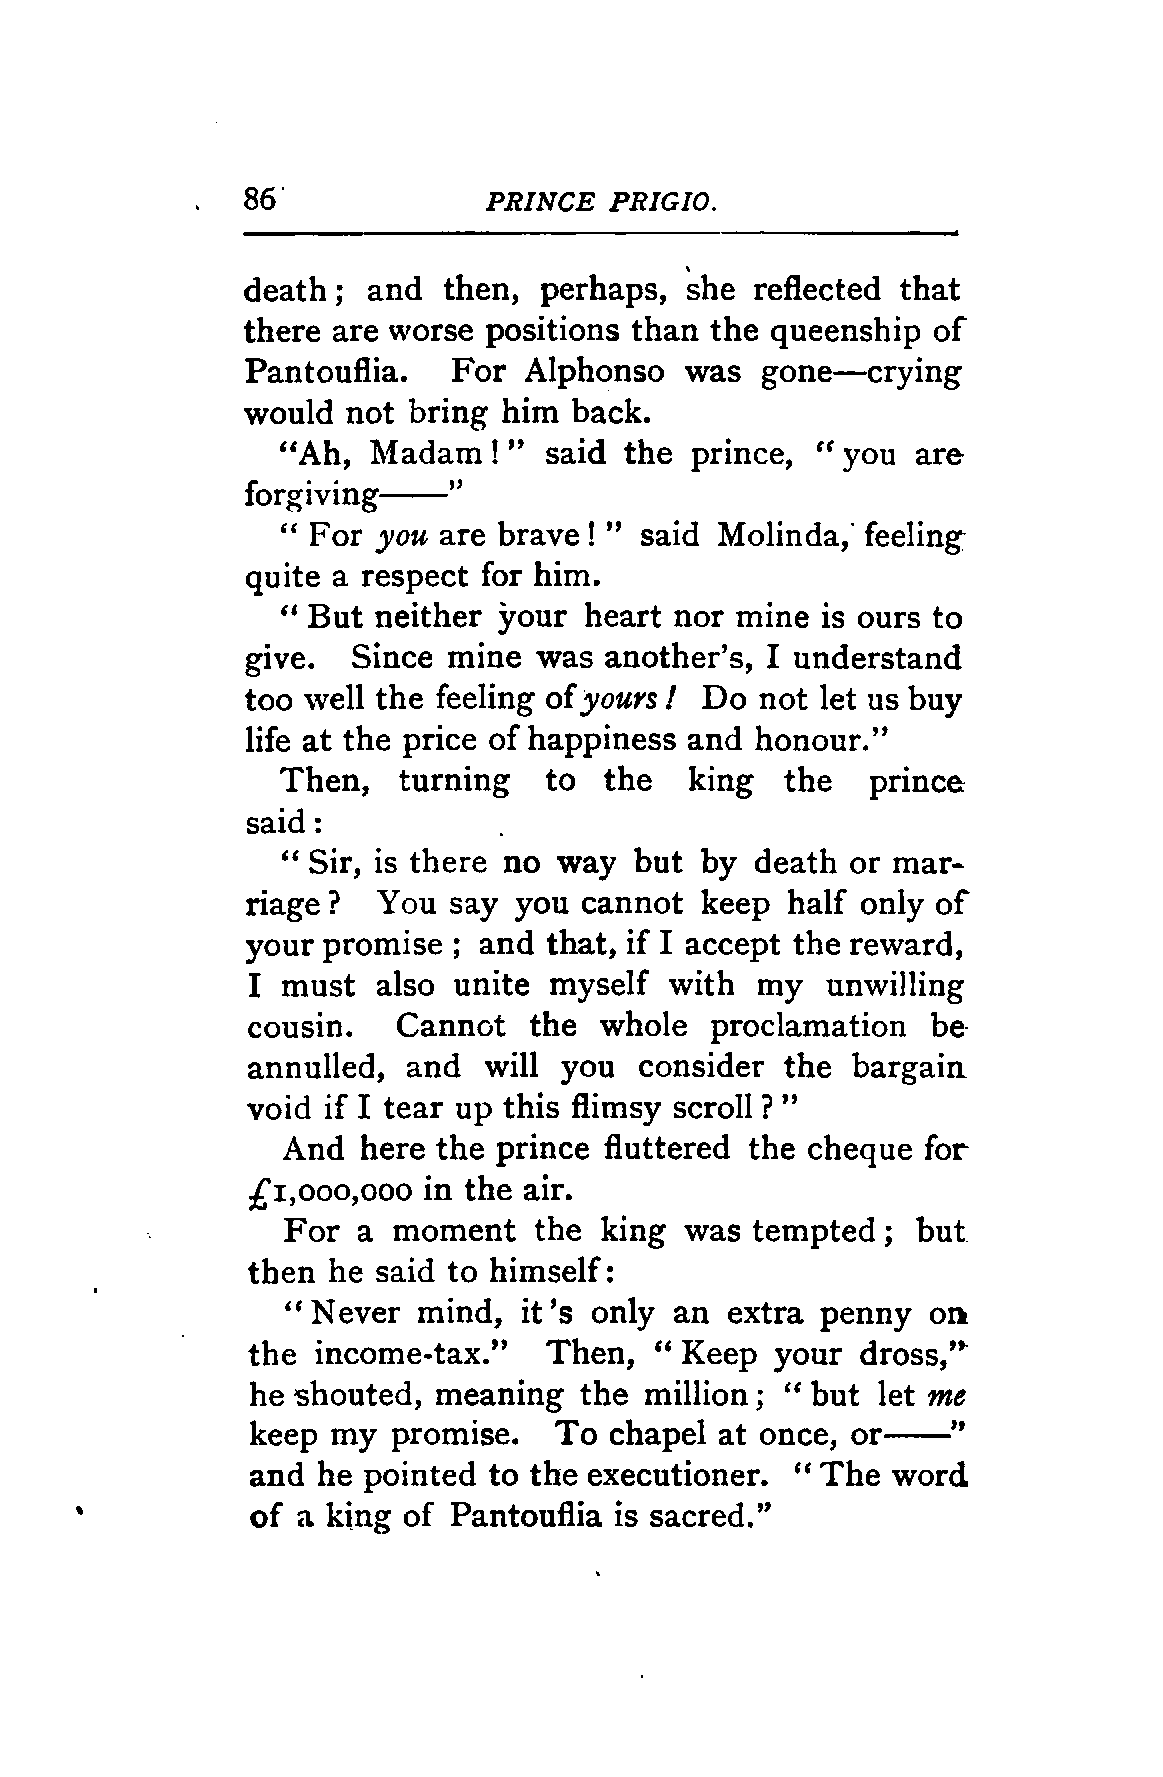 86 PRINCE PRIGIO.
death; and then, perhaps, she reflected that
there are worse positions than the queenship of
Pantouflia. For Alphonso was gone—crying
would not bring him back.
"Ah, Madam!" said the prince, "you are
forgiving——"
"For you are brave!" said Molinda, feeling
quite a respect for him.
"But neither your heart nor mine is ours to
give. Since mine was another's, I understand
too well the feeling of yours! Do not let us buy
life at the price of happiness and honour."
Then, turning to the king the prince
said:
"Sir, is there no way but by death or mar-
riage? You say you cannot keep half only of
your promise; and that, if I accept the reward,
I must also unite myself with my unwilling
cousin. Cannot the whole proclamation be
annulled, and will you consider the bargain
void if I tear up this flimsy scroll?"
And here the prince fluttered the cheque for
£1,000,000 in the air.
For a moment the king was tempted; but
then he said to himself:
"Never mind, it's only an extra penny on
the income-tax." Then, "Keep your dross,"
he shouted, meaning the million; "but let me
keep my promise. To chapel at once, or——"
and he pointed to the executioner. "The word
of a king of Pantouflia is sacred."